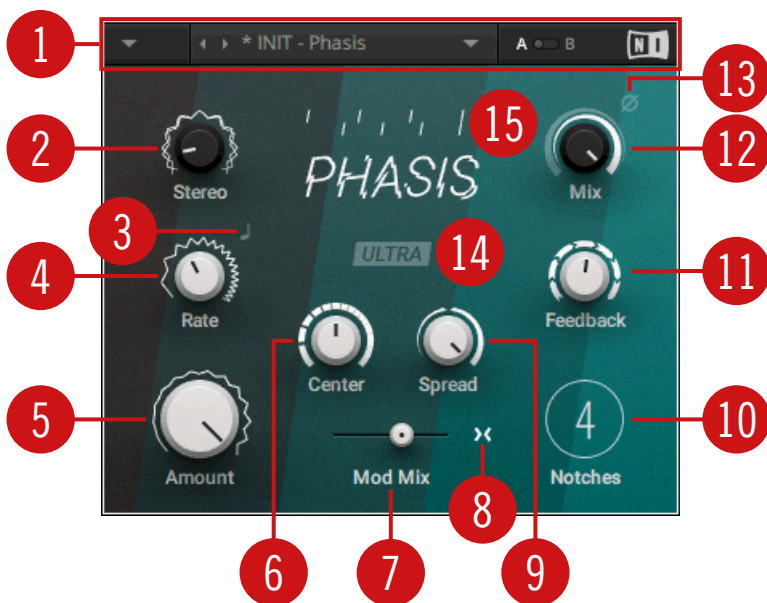 1
* INIT - Phasis
A B
NI
13
2
15
12
PHASIS
Stereo
Mix
3
ULTRA
14
4
11
Rate
Feedback
Center
Spread
5
4
10
Amount
Mod Mix
Notches
8
6
7
9